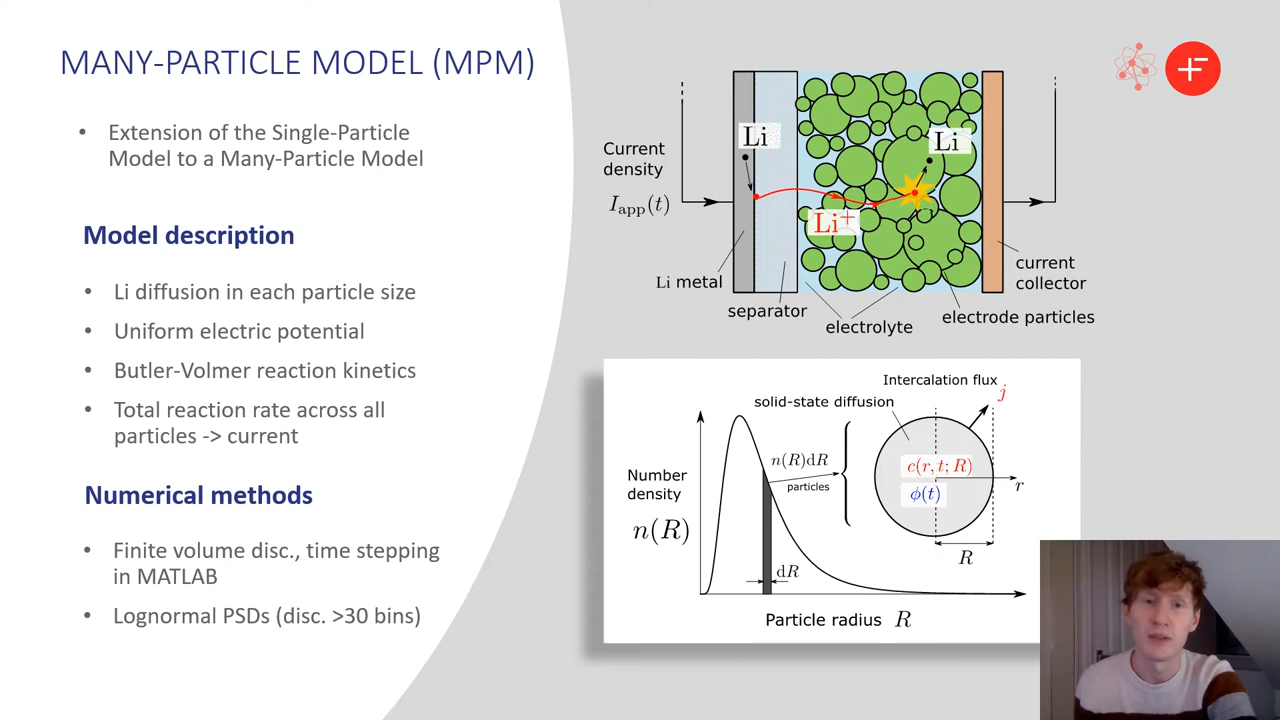 MANY-PARTICLE MODEL (MPM)
• Extension of the Single-Particle
Model to a Many-Particle Model
Model description
• Li diffusion in each particle size
• Uniform electric potential
• Butler-Volmer reaction kinetics
• Total reaction rate across all
particles -> current
Numerical methods
• Finite volume disc., time stepping
in MATLAB
• Lognormal PSDs (disc. >30 bins)
Current
density
I_app(t)
Li
Li
Li⁺
Li metal
separator
electrolyte
electrode particles
current
collector
Intercalation flux
j
solid-state diffusion
n(R)dR
particles
Number
density
n(R)
c(r, t; R)
ϕ(t)
r
R
dR
Particle radius R